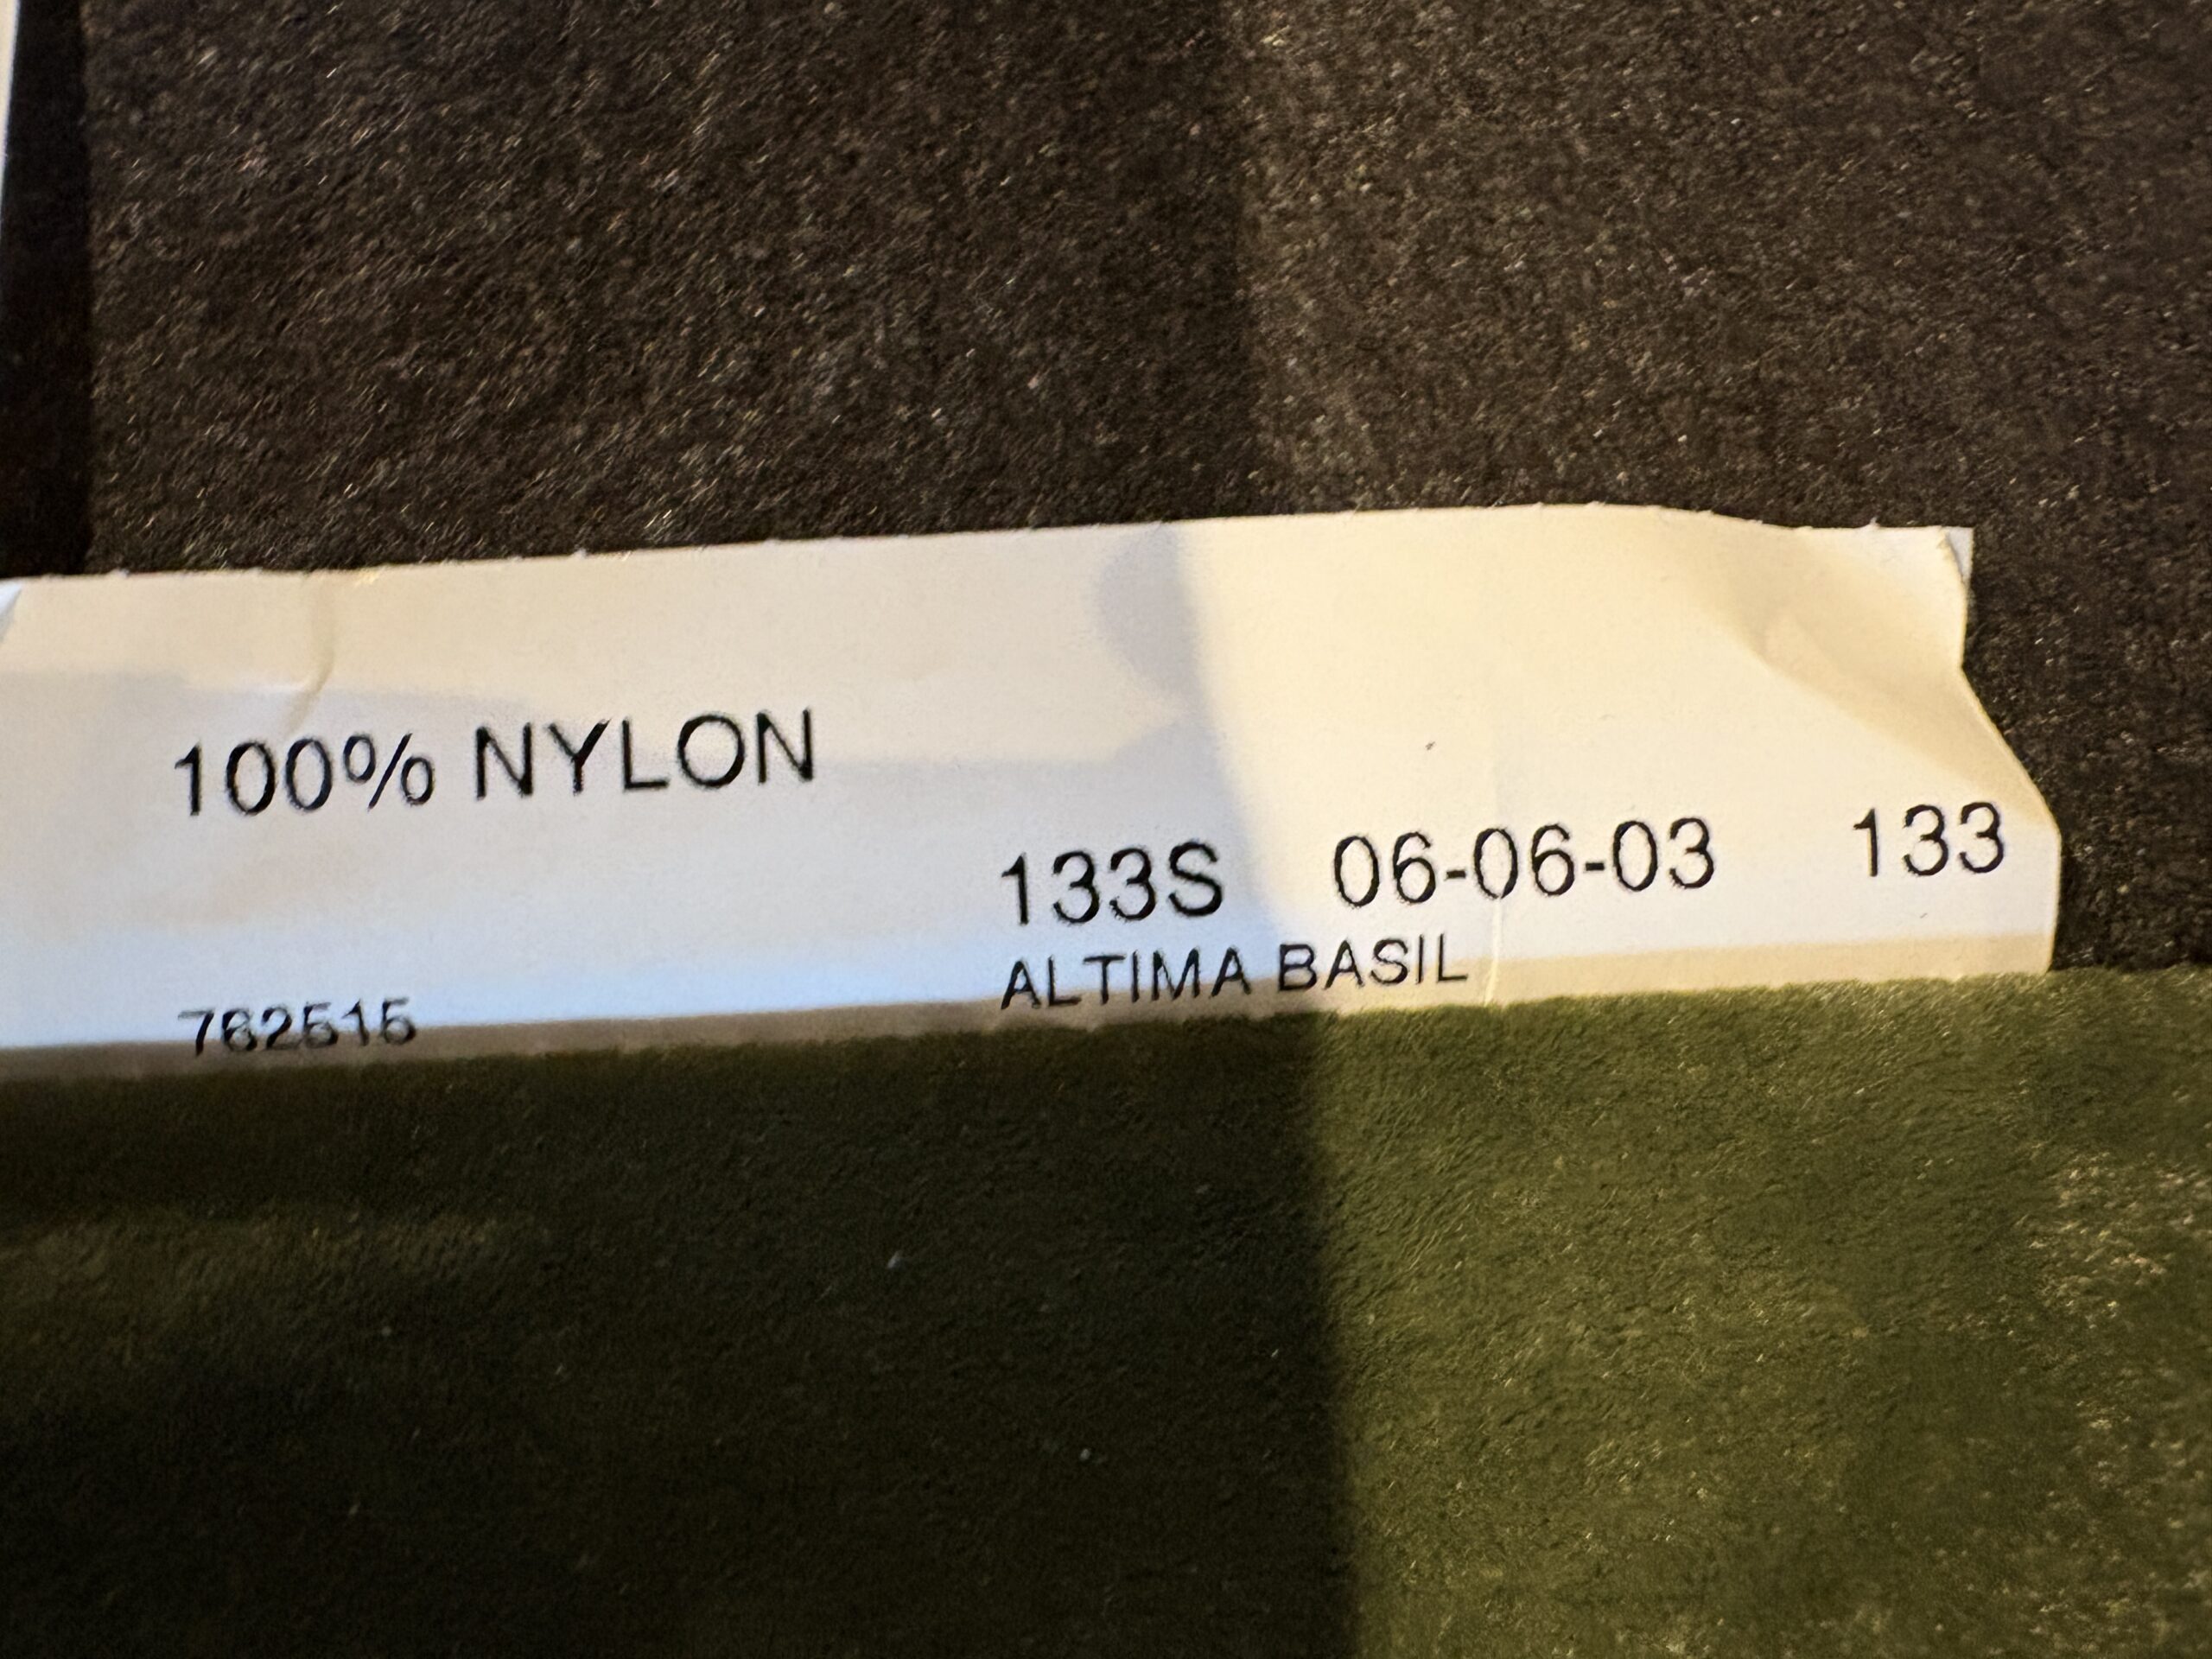 100% NYLON
133S 06-06-03 133
ALTIMA BASIL
762515